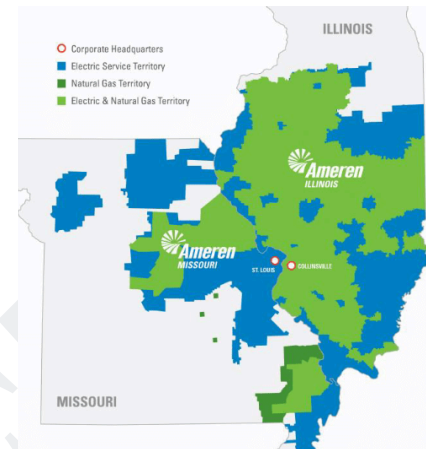 ILLINOIS
Corporate Headquarters
Electric Service Territory
Natural Gas Territory
Electric & Natural Gas Territory
Ameren
ILLINOIS
Ameren
MISSOURI
ST. LOUIS
COLLINSVILLE
MISSOURI